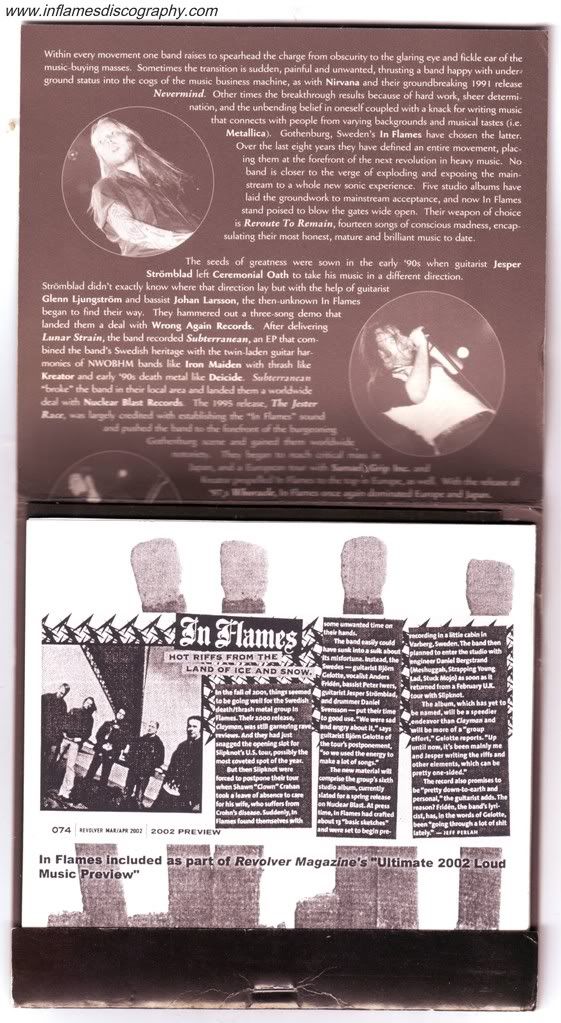 www.inflamesdiscography.com
Within every movement one band raises to spearhead the charge from obscurity to the glaring eye and fickle ear of the
music-buying masses. Sometimes the transition is sudden, painful and unwanted, thrusting a band happy with under-
ground status into the cogs of the music business machine, as with Nirvana and their groundbreaking 1991 release
Nevermind. Other times the breakthrough results because of hard work, sheer determi-
nation, and the unbending belief in oneself coupled with a knack for writing music
that connects with people from varying backgrounds and musical tastes (i.e.
Metallica). Gothenburg, Sweden's In Flames have chosen the latter.
Over the last eight years they have defined an entire movement, plac-
ing them at the forefront of the next revolution in heavy music. No
band is closer to the verge of exploding and exposing the main-
stream to a whole new sonic experience. Five studio albums have
laid the groundwork to mainstream acceptance, and now In Flames
stand poised to blow the gates wide open. Their weapon of choice
is Reroute To Remain, fourteen songs of conscious madness, encap-
sulating their most honest, mature and brilliant music to date.
The seeds of greatness were sown in the early '90s when guitarist Jesper
Strömblad left Ceremonial Oath to take his music in a different direction.
Strömblad didn't exactly know where that direction lay but with the help of guitarist
Glenn Ljungström and bassist Johan Larsson, the then-unknown In Flames
began to find their way. They hammered out a three-song demo that
landed them a deal with Wrong Again Records. After delivering
Lunar Strain, the band recorded Subterranean, an EP that com-
bined the band's Swedish heritage with the twin-laden guitar har-
monies of NWOBHM bands like Iron Maiden with thrash like
Kreator and early '90s death metal like Deicide. Subterranean
"broke" the band in their local area and landed them a worldwide
deal with Nuclear Blast Records. The 1995 release, The Jester
Race, was largely credited with establishing the "In Flames" sound
and pushed the band to the forefront of the burgeoning
Gothenburg scene and gained them worldwide
notoriety. They began to reach critical mass in
Japan, and a European tour with Samael, Grip Inc. and
Kreator In Flames to the top in Europe, as well. With the release of
'97's Whoracle, In Flames once again dominated Europe and Japan.
In Flames
HOT RIFFS FROM THE
LAND OF ICE AND SNOW.
In the fall of 2001, things seemed
to be going well for the Swedish
death/thrash metal group In
Flames. Their 2000 release,
Clayman, was still garnering rave
reviews. And they had just
snagged the opening slot for
Slipknot's U.S. tour, possibly the
most coveted spot of the year.
But then Slipknot were
forced to postpone their tour
when Shawn "Clown" Crahan
took a leave of absence to care
for his wife, who suffers from
Crohn's disease. Suddenly, In
Flames found themselves with
some unwanted time on
their hands.
The band easily could
have sunk into a sulk about
its misfortune. Instead, the
Swedes — guitarist Björn
Gelotte, vocalist Anders
Fridén, bassist Peter Iwers,
guitarist Jesper Strömblad,
and drummer Daniel
Svensson — put their time
to good use. "We were sad
and angry about it," says
guitarist Björn Gelotte of
the tour's postponement,
"so we used the energy to
make a lot of songs."
The new material will
comprise the group's sixth
studio album, currently
slated for a spring release
on Nuclear Blast. At press
time, In Flames had crafted
about 13 "basic sketches"
and were set to begin pre-
recording in a little cabin in
Varberg, Sweden. The band then
planned to enter the studio with
engineer Daniel Bergstrand
(Meshuggah, Strapping Young
Lad, Stuck Mojo) as soon as it
returned from a February U.K.
tour with Slipknot.
The album, which has yet to
be named, will be a speedier
endeavor than Clayman and
will be more of a "group
effort," Gelotte reports. "Up
until now, it's been mainly me
and Jesper writing the riffs and
other elements, which can be
pretty one-sided."
The record also promises to
be "pretty down-to-earth and
personal," the guitarist adds. The
reason? Fridén, the band's lyri-
cist, has, in the words of Gelotte,
been "going through a lot of shit
lately." — JEFF PERLAH
074 REVOLVER MAR/APR 2002 2002 PREVIEW
In Flames included as part of Revolver Magazine's "Ultimate 2002 Loud
Music Preview"